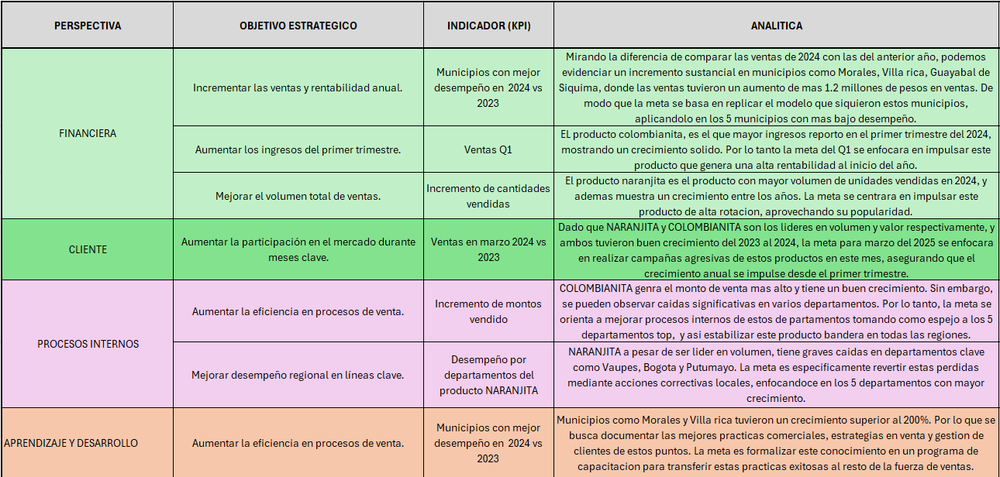 PERSPECTIVA
OBJETIVO ESTRATEGICO
INDICADOR (KPI)
ANALITICA
FINANCIERA
Incrementar las ventas y rentabilidad anual.
Municipios con mejor
desempeño en 2024 vs
2023
Mirando la diferencia de comparar las ventas de 2024 con las del anterior año, podemos
evidenciar un incremento sustancial en municipios como Morales, Villa rica, Guayabal de
Siquima, donde las ventas tuvieron un aumento de mas 1.2 millones de pesos en ventas. De
modo que la meta se basa en replicar el modelo que siquieron estos municipios,
aplicandolo en los 5 municipios con mas bajo desempeño.
Aumentar los ingresos del primer trimestre.
Ventas Q1
EL producto colombianita, es el que mayor ingresos reporto en el primer trimestre del 2024,
mostrando un crecimiento solido. Por lo tanto la meta del Q1 se enfocara en impulsar este
producto que genera una alta rentabilidad al inicio del año.
Mejorar el volumen total de ventas.
Incremento de cantidades
vendidas
El producto naranjita es el producto con mayor volumen de unidades vendidas en 2024, y
ademas muestra un crecimiento entre los años. La meta se centrara en impulsar este
producto de alta rotacion, aprovechando su popularidad.
CLIENTE
Aumentar la participación en el mercado durante
meses clave.
Ventas en marzo 2024 vs
2023
Dado que NARANJITA y COLOMBIANITA son los lideres en volumen y valor respectivamente, y
ambos tuvieron buen crecimiento del 2023 al 2024, la meta para marzo del 2025 se enfocara
en realizar campañas agresivas de estos productos en este mes, asegurando que el
crecimiento anual se impulse desde el primer trimestre.
PROCESOS INTERNOS
Aumentar la eficiencia en procesos de venta.
Incremento de montos
vendido
COLOMBIANITA genra el monto de venta mas alto y tiene un buen crecimiento. Sin embargo,
se pueden observar caidas significativas en varios departamentos. Por lo tanto, la meta se
orienta a mejorar procesos internos de estos de partamentos tomando como espejo a los 5
departamentos top, y asi estabilizar este producto bandera en todas las regiones.
Mejorar desempeño regional en líneas clave.
Desempeño por
departamentos del
producto NARANJITA
NARANJITA a pesar de ser lider en volumen, tiene graves caidas en departamentos clave
como Vaupes, Bogota y Putumayo. La meta es especificamente revertir estas perdidas
mediante acciones correctivas locales, enfocandoce en los 5 departamentos con mayor
crecimiento.
APRENDIZAJE Y DESARROLLO
Aumentar la eficiencia en procesos de venta.
Municipios con mejor
desempeño en 2024 vs
2023
Municipios como Morales y Villa rica tuvieron un crecimiento superior al 200%. Por lo que se
busca documentar las mejores practicas comerciales, estrategias en venta y gestion de
clientes de estos puntos. La meta es formalizar este conocimiento en un programa de
capacitacion para transferir estas practicas exitosas al resto de la fuerza de ventas.